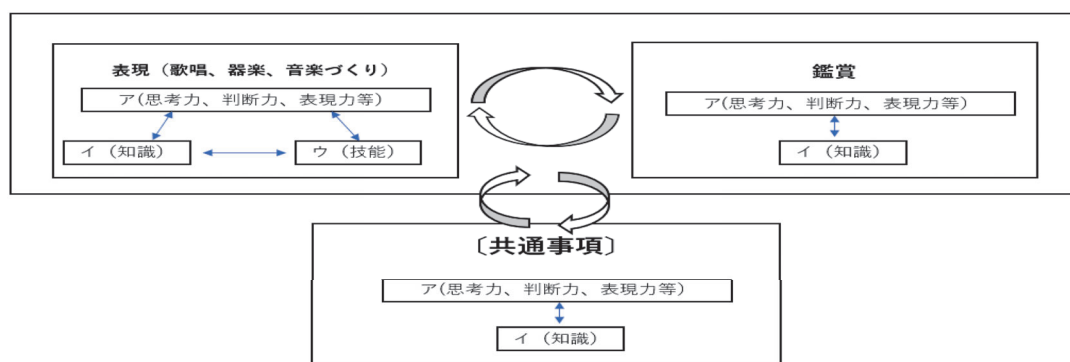 表現（歌唱、器楽、音楽づくり）
ア(思考力、判断力、表現力等)
イ（知識）
ウ（技能）
鑑賞
ア(思考力、判断力、表現力等)
イ（知識）
〔共通事項〕
ア(思考力、判断力、表現力等)
イ（知識）